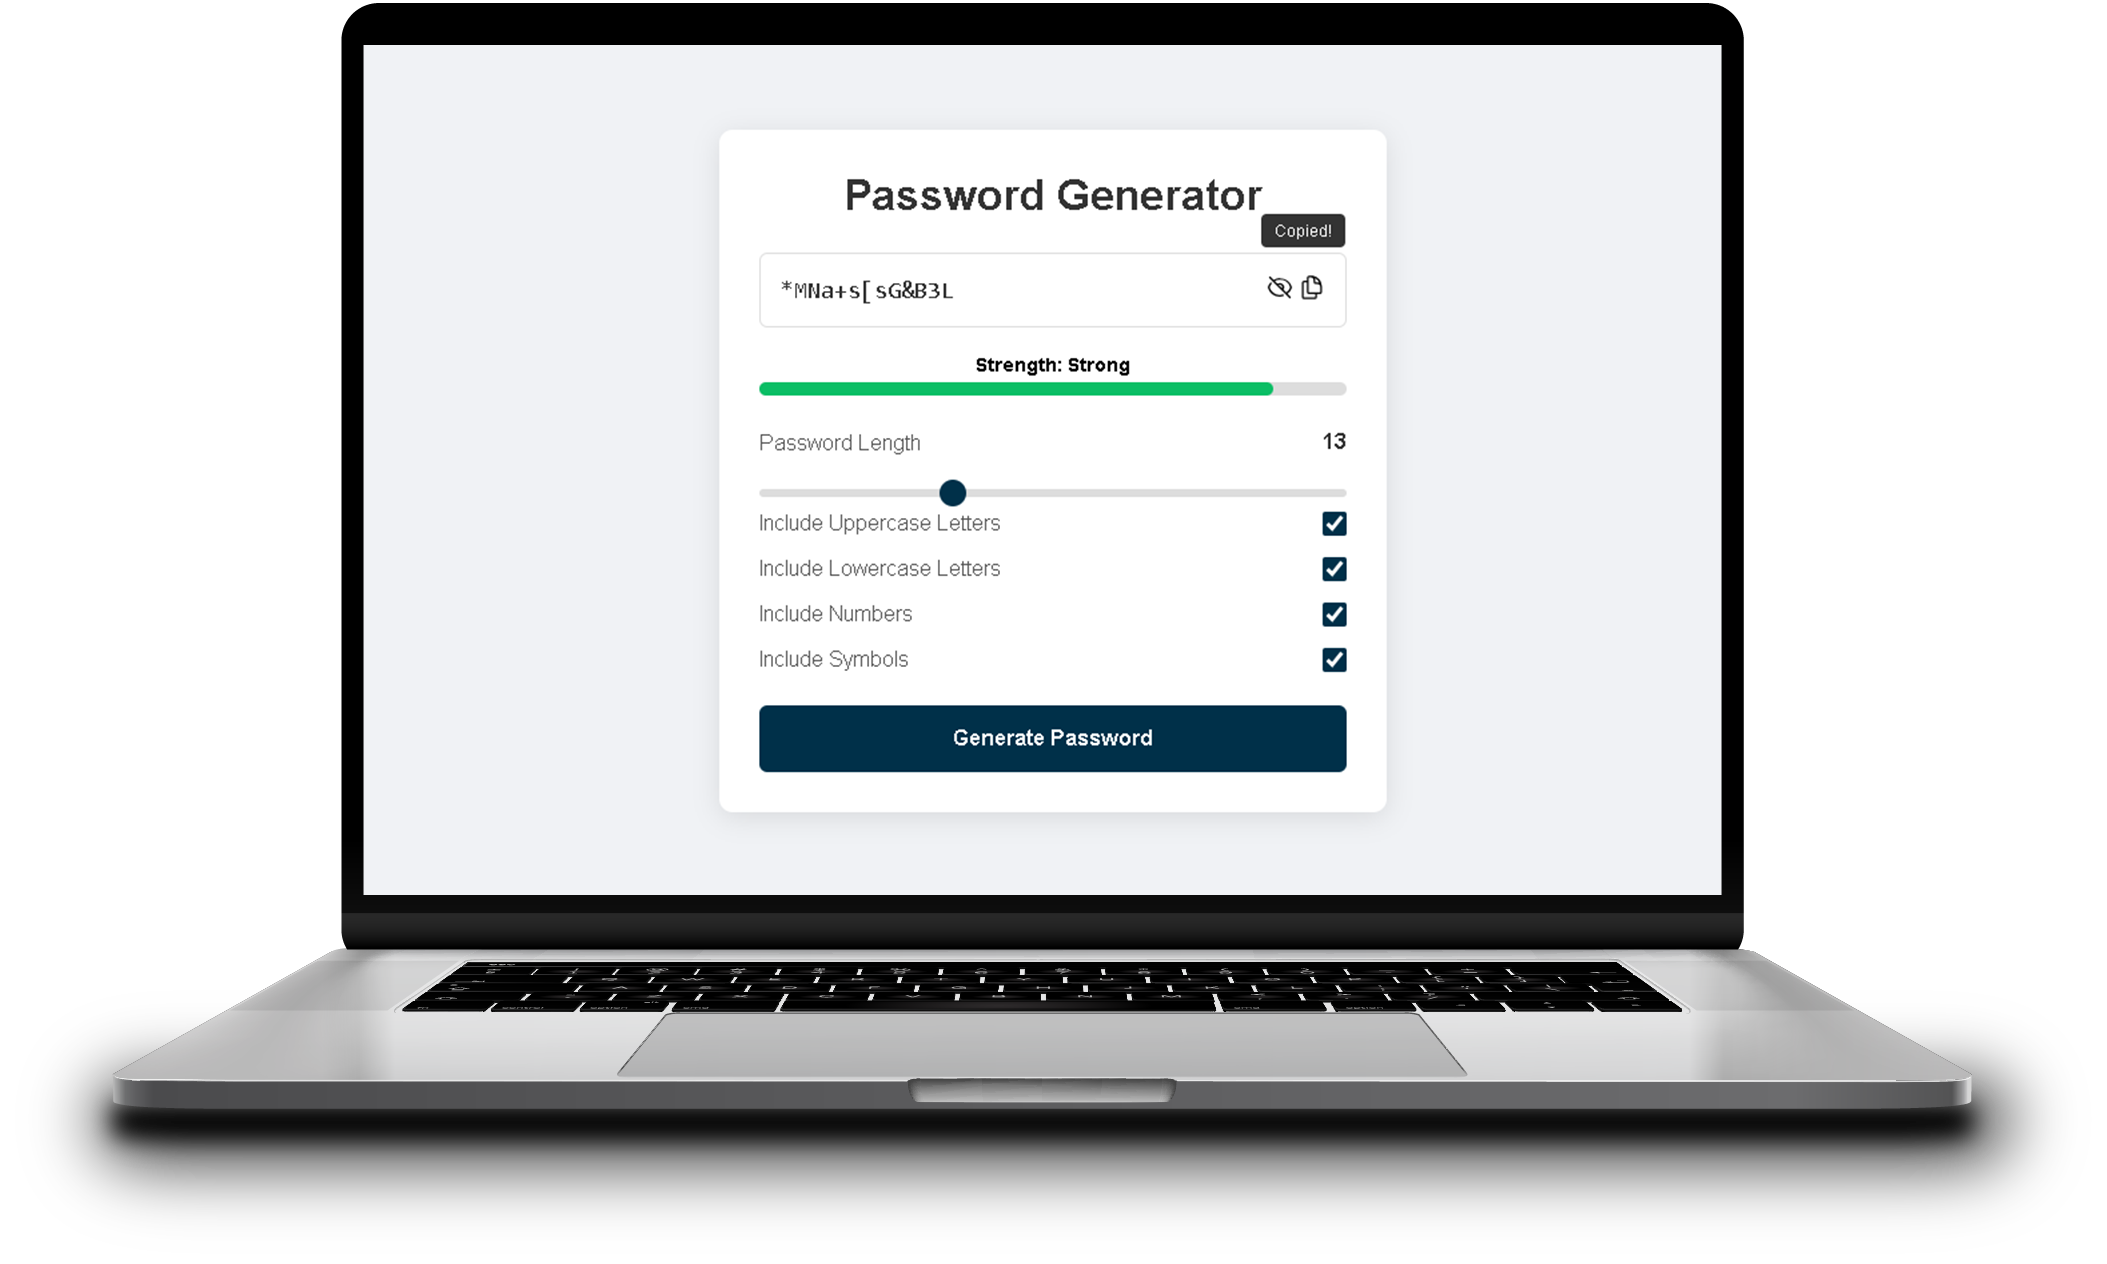 Password Generator
Copied!
*MNa+s[sG&B3L
Strength: Strong
Password Length
13
Include Uppercase Letters
Include Lowercase Letters
Include Numbers
Include Symbols
Generate Password